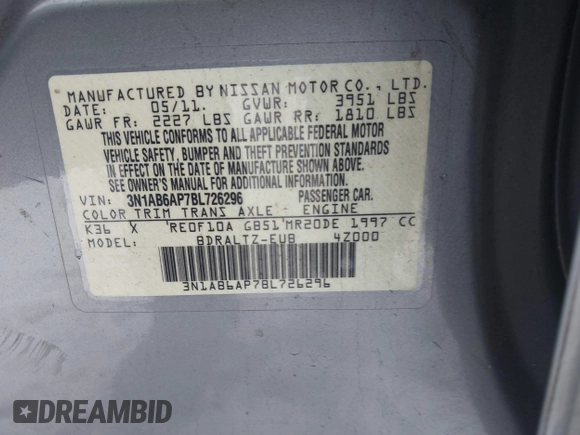 MANUFACTURED BY NISSAN MOTOR CO., LTD.
DATE: 05/11. GVWR: 3951 LBS
GAWR FR: 2227 LBS GAWR RR: 1810 LBS
THIS VEHICLE CONFORMS TO ALL APPLICABLE FEDERAL MOTOR
VEHICLE SAFETY, BUMPER AND THEFT PREVENTION STANDARDS
IN EFFECT ON THE DATE OF MANUFACTURE SHOWN ABOVE.
SEE OWNER'S MANUAL FOR ADDITIONAL INFORMATION
VIN: 3N1AB6AP7BL726296 PASSENGER CAR.
COLOR TRIM TRANS AXLE - ENGINE
K36 X RE0F10A GB51 MR20DE 1997 CC
MODEL: BDRALTZ-EUB 4Z000
3N1AB6AP7BL726296
DREAMBID